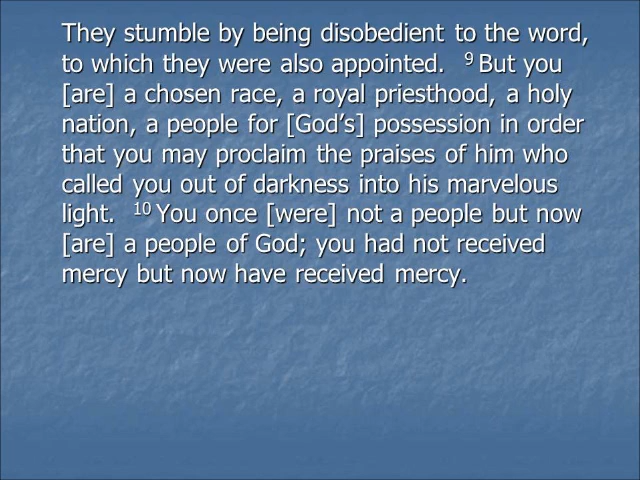 They stumble by being disobedient to the word,
to which they were also appointed. 9 But you
[are] a chosen race, a royal priesthood, a holy
nation, a people for [God’s] possession in order
that you may proclaim the praises of him who
called you out of darkness into his marvelous
light. 10 You once [were] not a people but now
[are] a people of God; you had not received
mercy but now have received mercy.